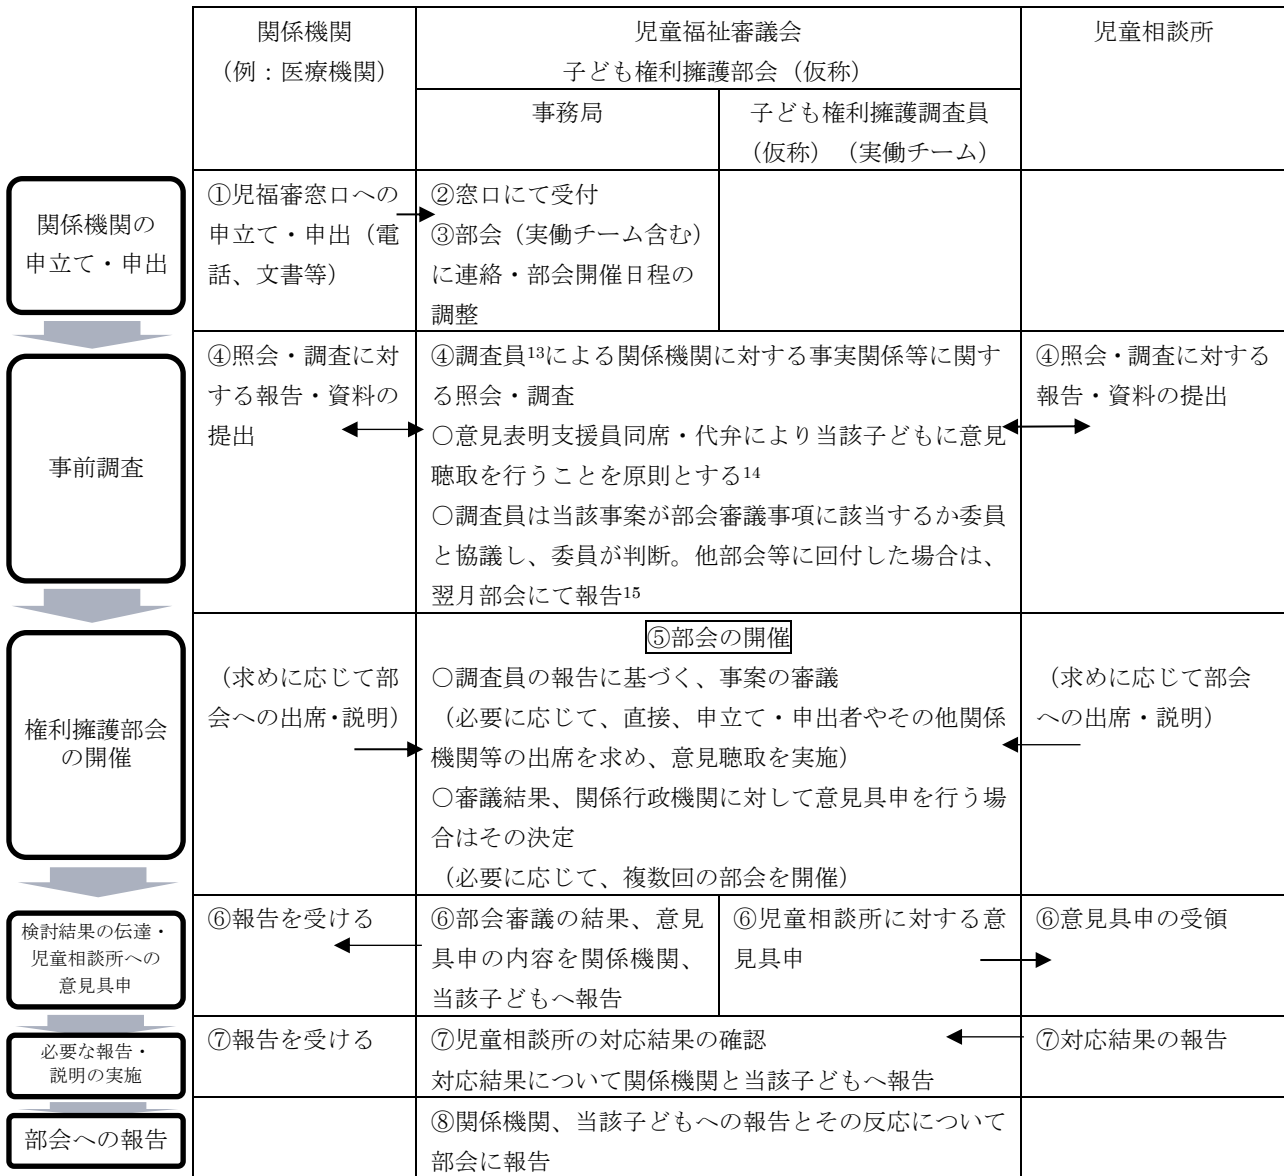 関係機関
（例：医療機関）
児童福祉審議会
子ども権利擁護部会（仮称）
児童相談所
事務局
子ども権利擁護調査員
（仮称）（実働チーム）
関係機関の
申立て・申出
①児福審窓口への
申立て・申出（電
話、文書等）
②窓口にて受付
③部会（実働チーム含む）
に連絡・部会開催日程の
調整
事前調査
④照会・調査に対
する報告・資料の
提出
④調査員13による関係機関に対する事実関係等に関す
る照会・調査
○意見表明支援員同席・代弁により当該子どもに意見
聴取を行うことを原則とする14
○調査員は当該事案が部会審議事項に該当するか委員
と協議し、委員が判断。他部会等に回付した場合は、
翌月部会にて報告15
④照会・調査に対する
報告・資料の提出
権利擁護部会
の開催
（求めに応じて部
会への出席・説明）
⑤部会の開催
○調査員の報告に基づく、事案の審議
（必要に応じて、直接、申立て・申出者やその他関係
機関等の出席を求め、意見聴取を実施）
○審議結果、関係行政機関に対して意見具申を行う場
合はその決定
（必要に応じて、複数回の部会を開催）
（求めに応じて部会
への出席・説明）
検討結果の伝達・
児童相談所への
意見具申
⑥報告を受ける
⑥部会審議の結果、意見
具申の内容を関係機関、
当該子どもへ報告
⑥児童相談所に対する意
見具申
⑥意見具申の受領
必要な報告・
説明の実施
⑦報告を受ける
⑦児童相談所の対応結果の確認
対応結果について関係機関と当該子どもへ報告
⑦対応結果の報告
部会への報告
⑧関係機関、当該子どもへの報告とその反応について
部会に報告